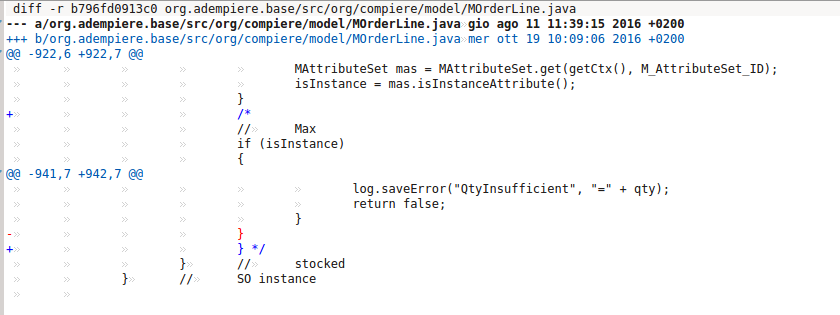 diff -r b796fd0913c0 org.adempiere.base/src/org/compiere/model/MOrderLine.java
--- a/org.adempiere.base/src/org/compiere/model/MOrderLine.java» gio ago 11 11:39:15 2016 +0200
+++ b/org.adempiere.base/src/org/compiere/model/MOrderLine.java» mer ott 19 10:09:06 2016 +0200
@@ -922,6 +922,7 @@
» » » » » MAttributeSet mas = MAttributeSet.get(getCtx(), M_AttributeSet_ID);
» » » » » isInstance = mas.isInstanceAttribute();
» » » » }
+» » » » /*
» » » » //» Max
» » » » if (isInstance)
» » » » {
@@ -941,7 +942,7 @@
» » » » » » log.saveError("QtyInsufficient", "=" + qty);
» » » » » » return false;
» » » » » }
-» » » » }
+» » » » } */
» » » }» //» stocked
» » }» //» SO instance
» »